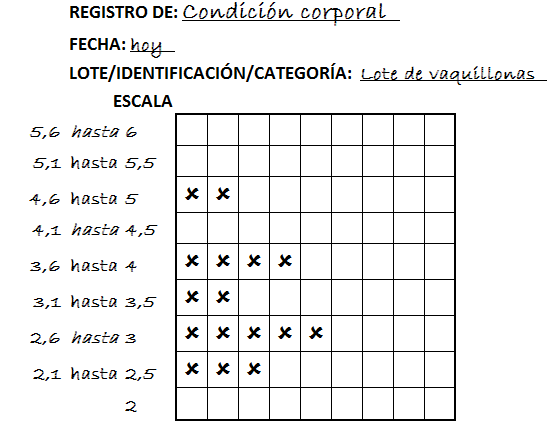 REGISTRO DE: Condición corporal
FECHA: hoy
LOTE/IDENTIFICACIÓN/CATEGORÍA: Lote de vaquillonas
ESCALA
5,6 hasta 6
5,1 hasta 5,5
4,6 hasta 5
4,1 hasta 4,5
3,6 hasta 4
3,1 hasta 3,5
2,6 hasta 3
2,1 hasta 2,5
2